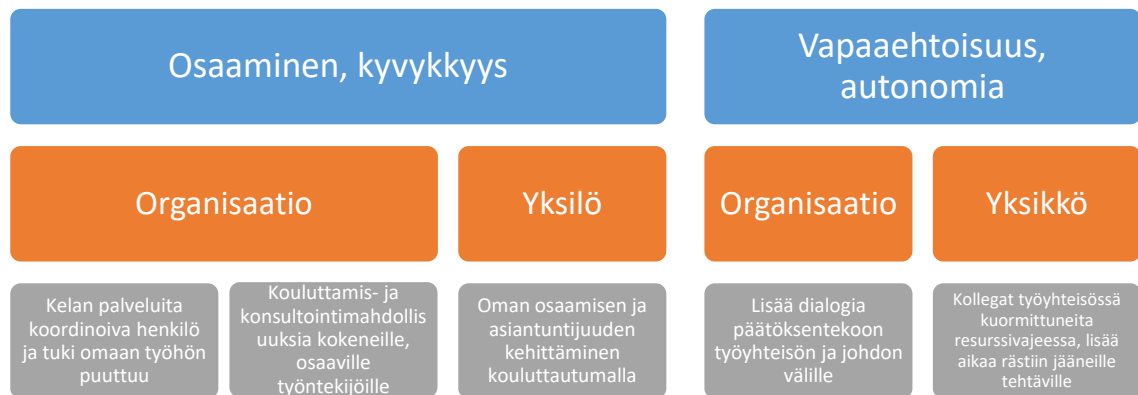 Osaaminen, kyvykkyys
Vapaaehtoisuus,
autonomia
Organisaatio
Yksilö
Organisaatio
Yksikkö
Kelan palveluita
koordinoiva henkilö
ja tuki omaan työhön
puuttuu
Kouluttamis- ja
konsultointimahdollis
uuksia kokeneille,
osaaville
työntekijöille
Oman osaamisen ja
asiantuntijuuden
kehittäminen
kouluttautumalla
Lisää dialogia
päätöksentekoon
työyhteisön ja johdon
välille
Kollegat työyhteisössä
kuormittuneita
resurssivajeessa, lisää
aikaa rästiin jääneille
tehtäville